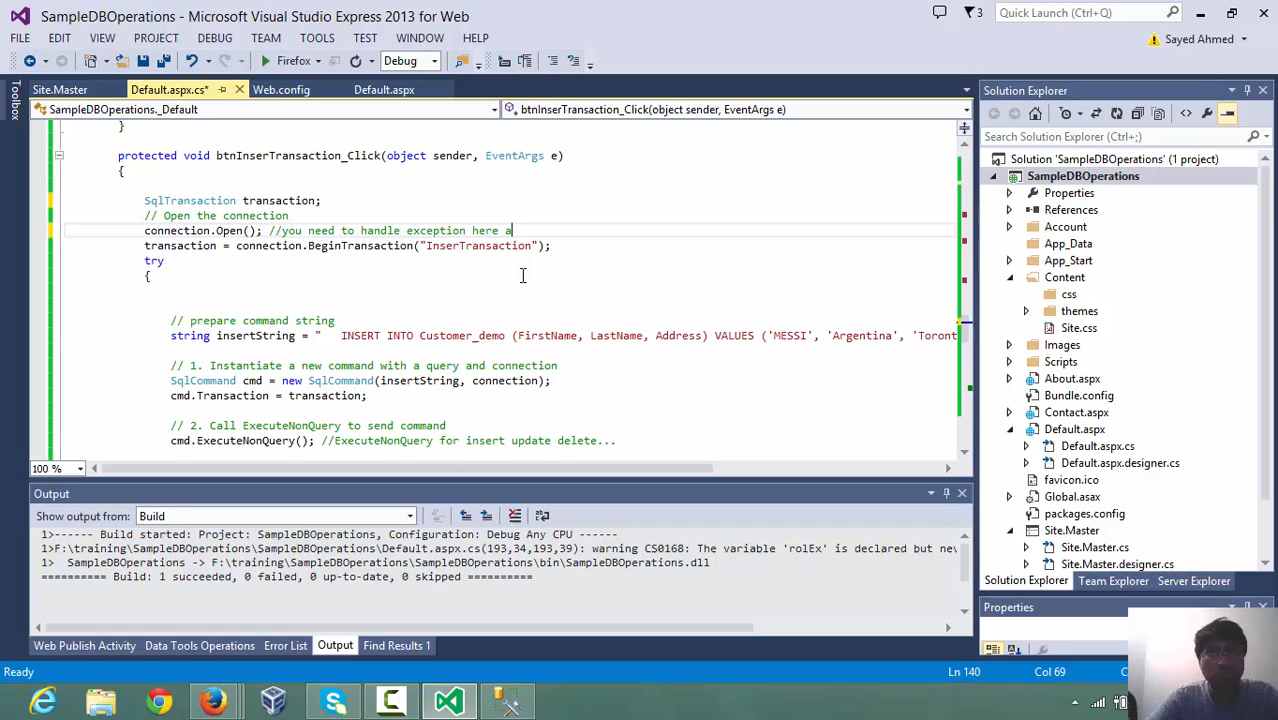 SampleDBOperations - Microsoft Visual Studio Express 2013 for Web
3
Quick Launch (Ctrl+Q)
FILE EDIT VIEW PROJECT DEBUG TEAM TOOLS TEST WINDOW HELP
Sayed Ahmed
Firefox Debug
Toolbox
Site.Master Default.aspx.cs* Web.config Default.aspx
SampleDBOperations._Default btnInserTransaction_Click(object sender, EventArgs e)
}
protected void btnInserTransaction_Click(object sender, EventArgs e)
{
SqlTransaction transaction;
// Open the connection
connection.Open(); //you need to handle exception here a
transaction = connection.BeginTransaction("InserTransaction");
try
{
// prepare command string
string insertString = " INSERT INTO Customer_demo (FirstName, LastName, Address) VALUES ('MESSI', 'Argentina', 'Toront
// 1. Instantiate a new command with a query and connection
SqlCommand cmd = new SqlCommand(insertString, connection);
cmd.Transaction = transaction;
// 2. Call ExecuteNonQuery to send command
cmd.ExecuteNonQuery(); //ExecuteNonQuery for insert update delete...
100 %
Output
Show output from: Build
1>------ Build started: Project: SampleDBOperations, Configuration: Debug Any CPU ------
1>F:\training\SampleDBOperations\SampleDBOperations\Default.aspx.cs(193,34,193,39): warning CS0168: The variable 'rolEx' is declared but nev
1> SampleDBOperations -> F:\training\SampleDBOperations\SampleDBOperations\bin\SampleDBOperations.dll
========== Build: 1 succeeded, 0 failed, 0 up-to-date, 0 skipped ==========
Web Publish Activity Data Tools Operations Error List Output Find Results 1
Solution Explorer
Search Solution Explorer (Ctrl+;)
Solution 'SampleDBOperations' (1 project)
SampleDBOperations
Properties
References
Account
App_Data
App_Start
Content
css
themes
Site.css
Images
Scripts
About.aspx
Bundle.config
Contact.aspx
Default.aspx
Default.aspx.cs
Default.aspx.designer.cs
favicon.ico
Global.asax
packages.config
Site.Master
Site.Master.cs
Site.Master.designer.cs
Solution Explorer Team Explorer Server Explorer
Properties
Ready Ln 140 Col 69